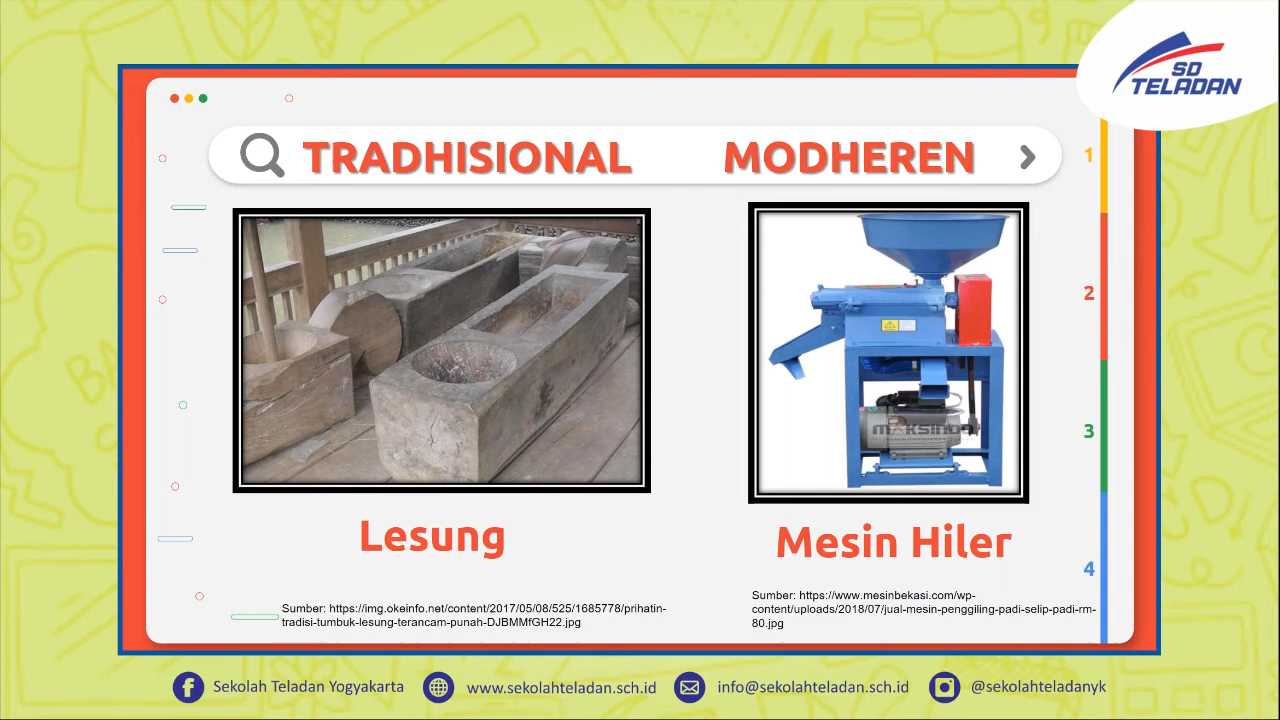 SD
TELADAN
TRADHISIONAL MODHEREN
1
2
3
4
MAKSINDO
Lesung
Mesin Hiler
Sumber: https://img.okeinfo.net/content/2017/05/08/525/1685778/prihatin-
tradisi-tumbuk-lesung-terancam-punah-DJBMMfGH22.jpg
Sumber: https://www.mesinbekasi.com/wp-
content/uploads/2018/07/jual-mesin-penggiling-padi-selip-padi-rm-
80.jpg
Sekolah Teladan Yogyakarta
www.sekolahteladan.sch.id
info@sekolahteladan.sch.id
@sekolahteladanyk